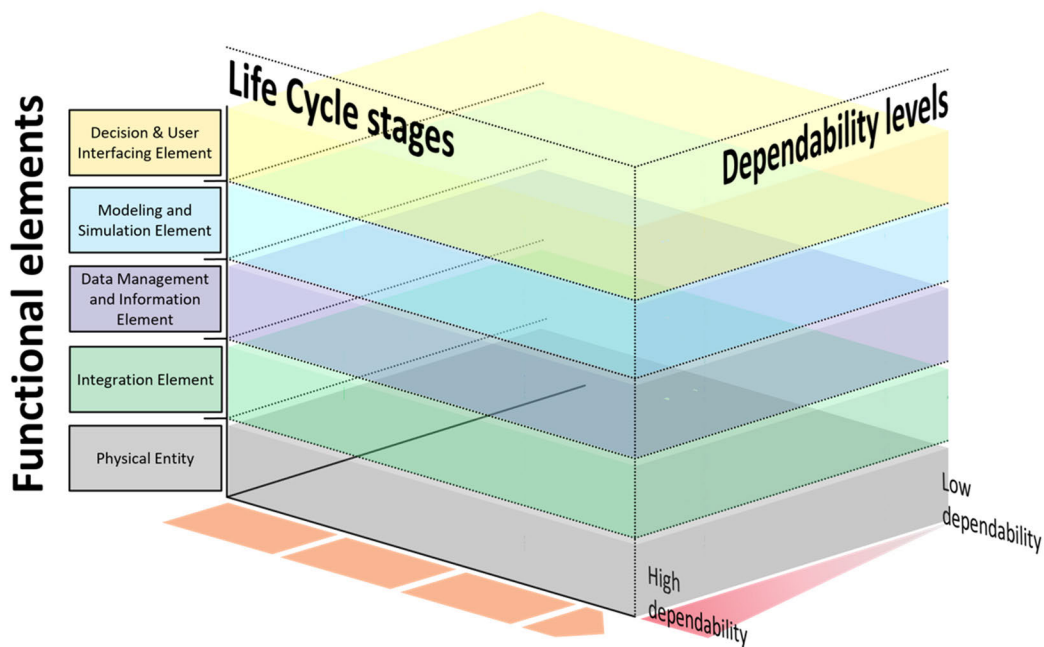 Functional elements
Life Cycle stages
Dependability levels
Decision & User
Interfacing Element
Modeling and
Simulation Element
Data Management
and Information
Element
Integration Element
Physical Entity
Low
dependability
High
dependability